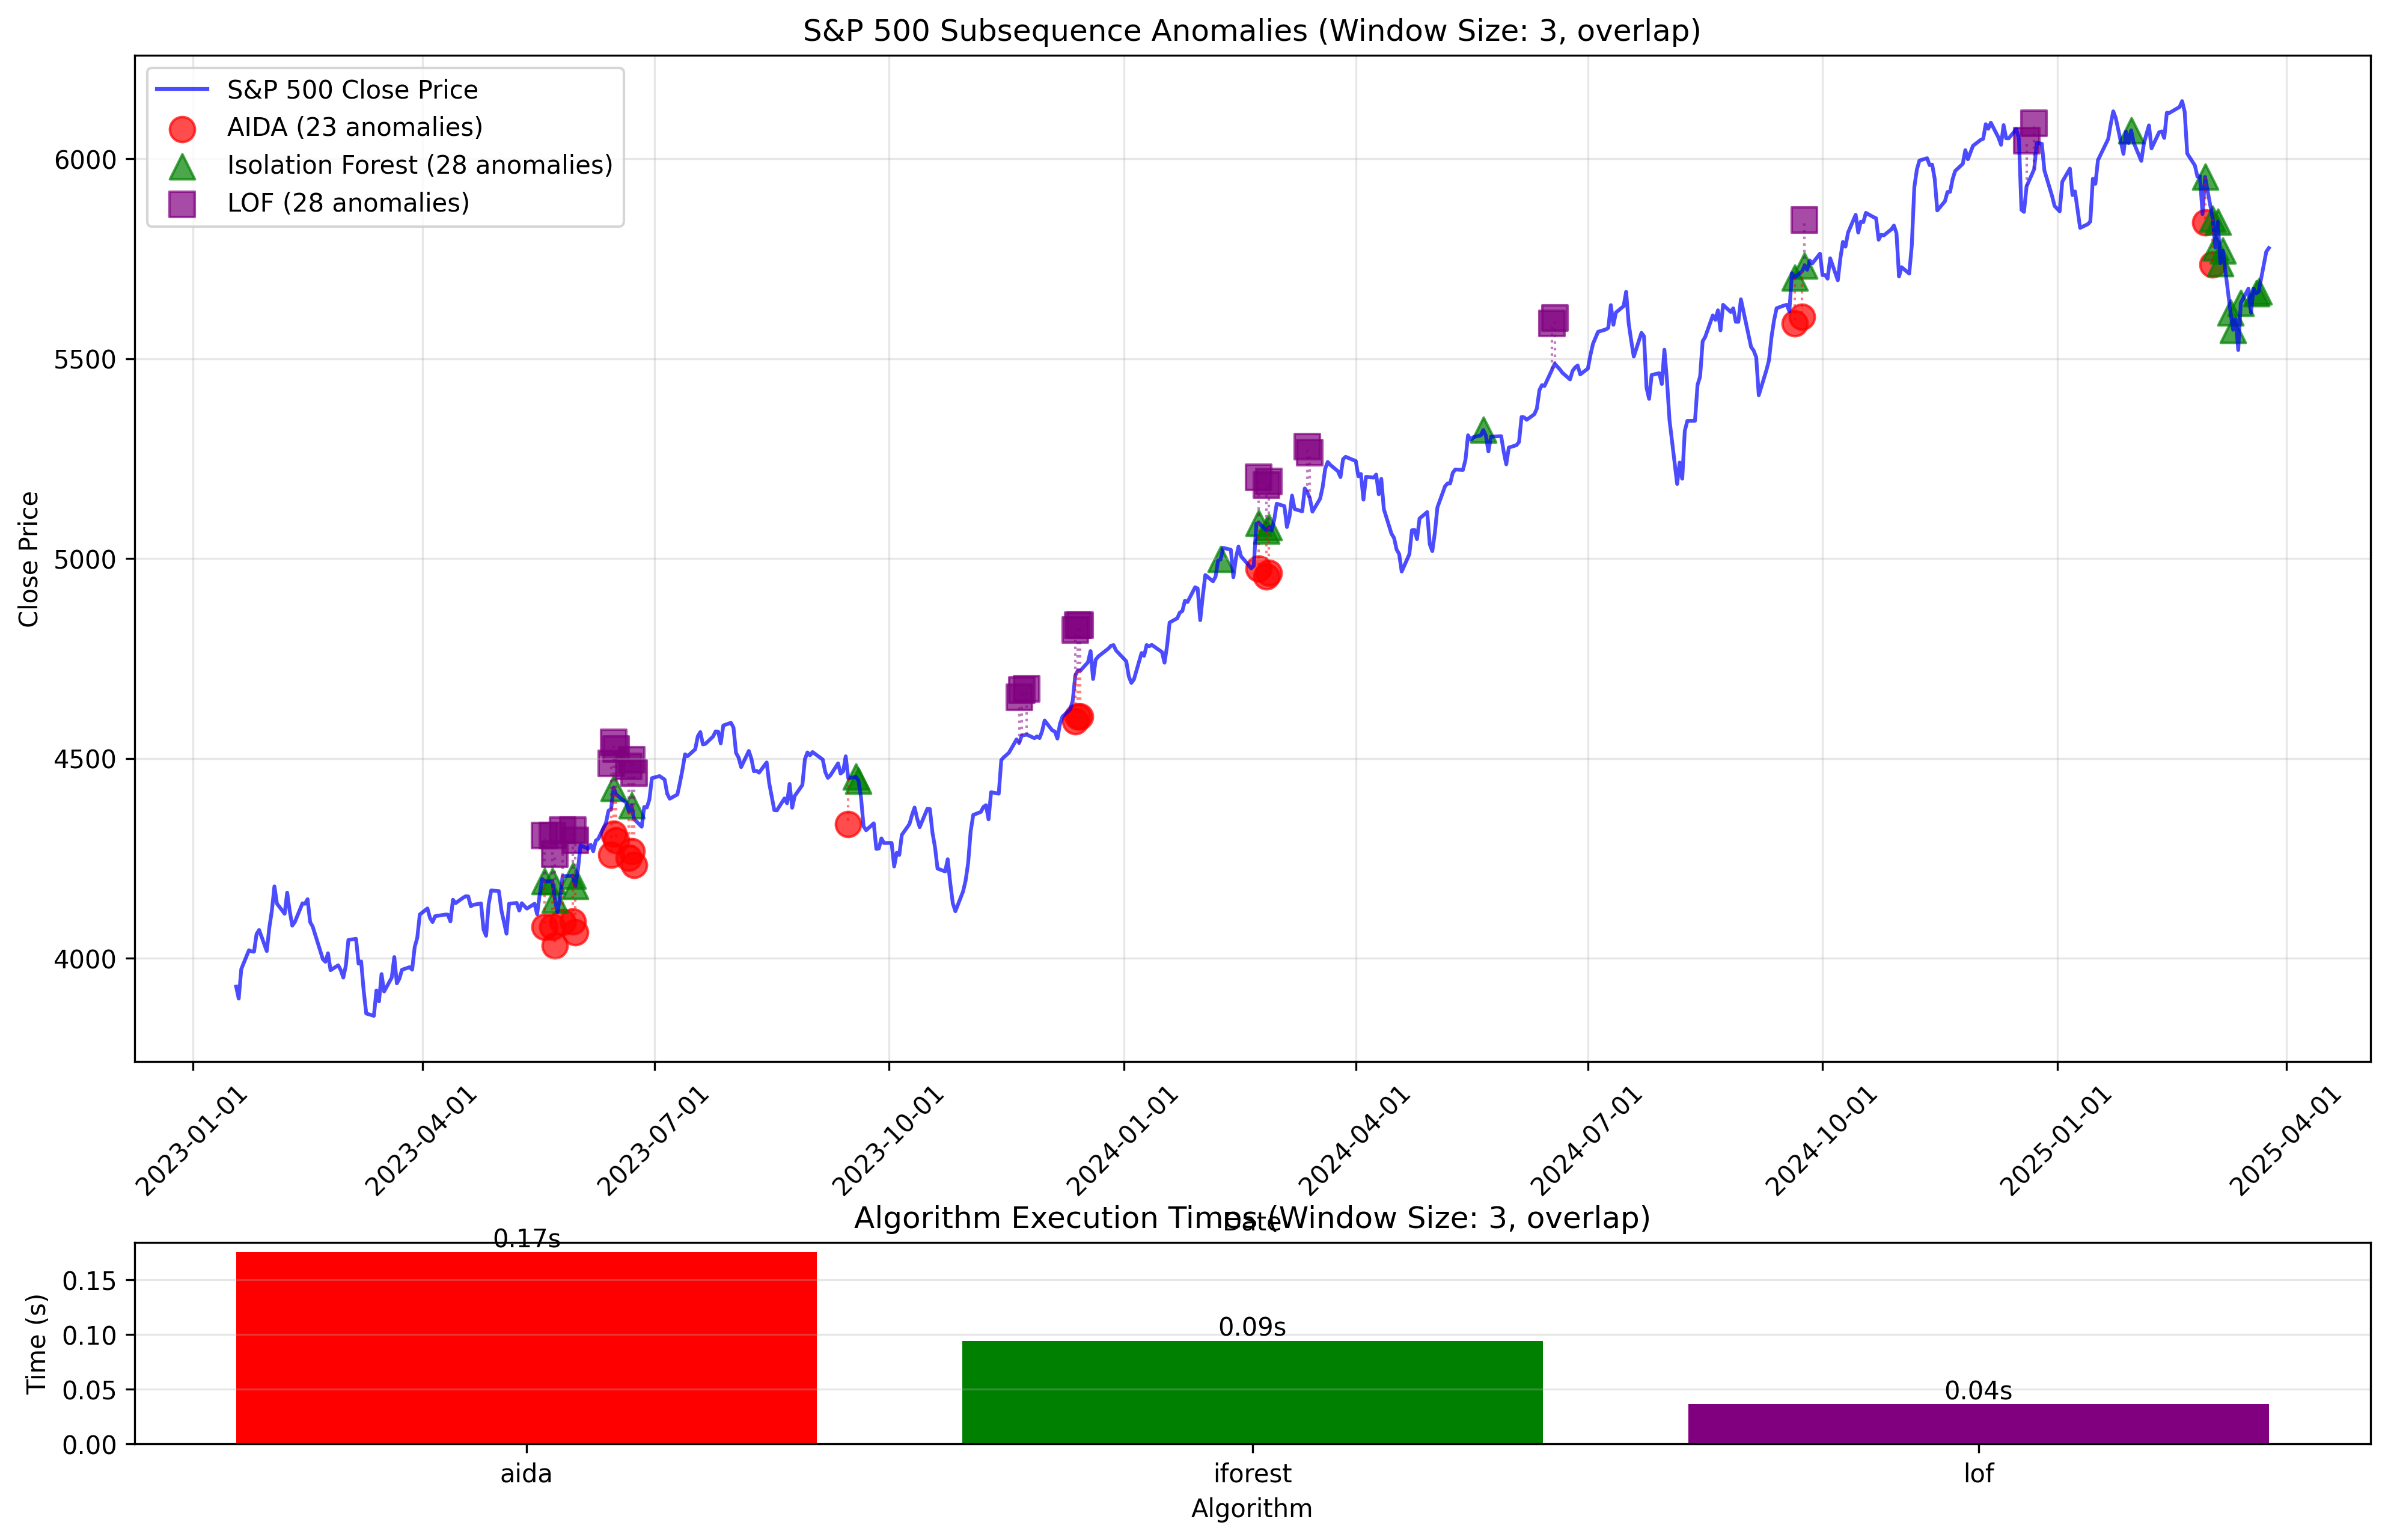 S&P 500 Subsequence Anomalies (Window Size: 3, overlap)
S&P 500 Close Price
AIDA (23 anomalies)
Isolation Forest (28 anomalies)
LOF (28 anomalies)
Close Price
6000
5500
5000
4500
4000
2023-01-01
2023-04-01
2023-07-01
2023-10-01
2024-01-01
2024-04-01
2024-07-01
2024-10-01
2025-01-01
2025-04-01
Date
Algorithm Execution Times (Window Size: 3, overlap)
Time (s)
0.15
0.10
0.05
0.00
0.17s
0.09s
0.04s
aida
iforest
lof
Algorithm